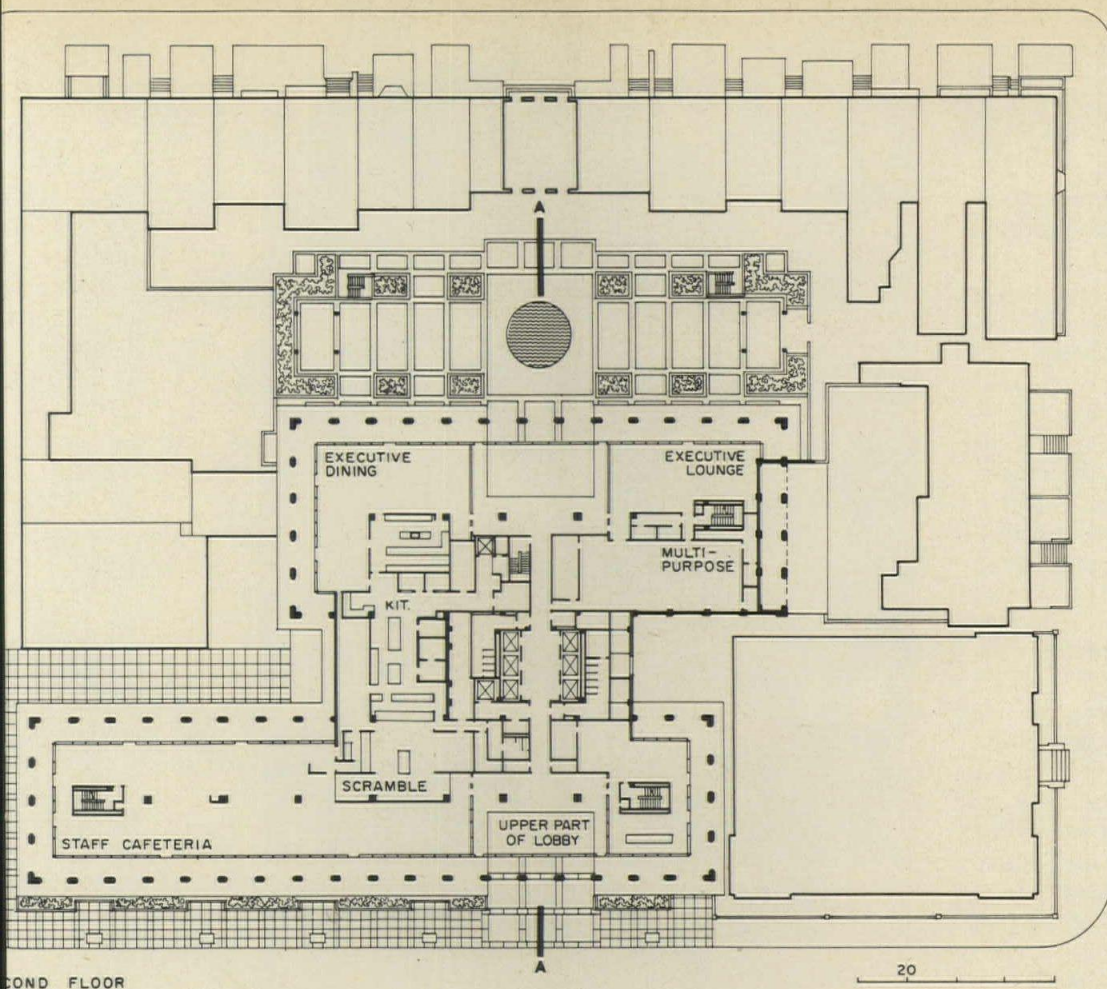 A
EXECUTIVE
DINING
EXECUTIVE
LOUNGE
MULTI-
PURPOSE
KIT.
SCRAMBLE
UPPER PART
OF LOBBY
STAFF CAFETERIA
A
COND FLOOR
20